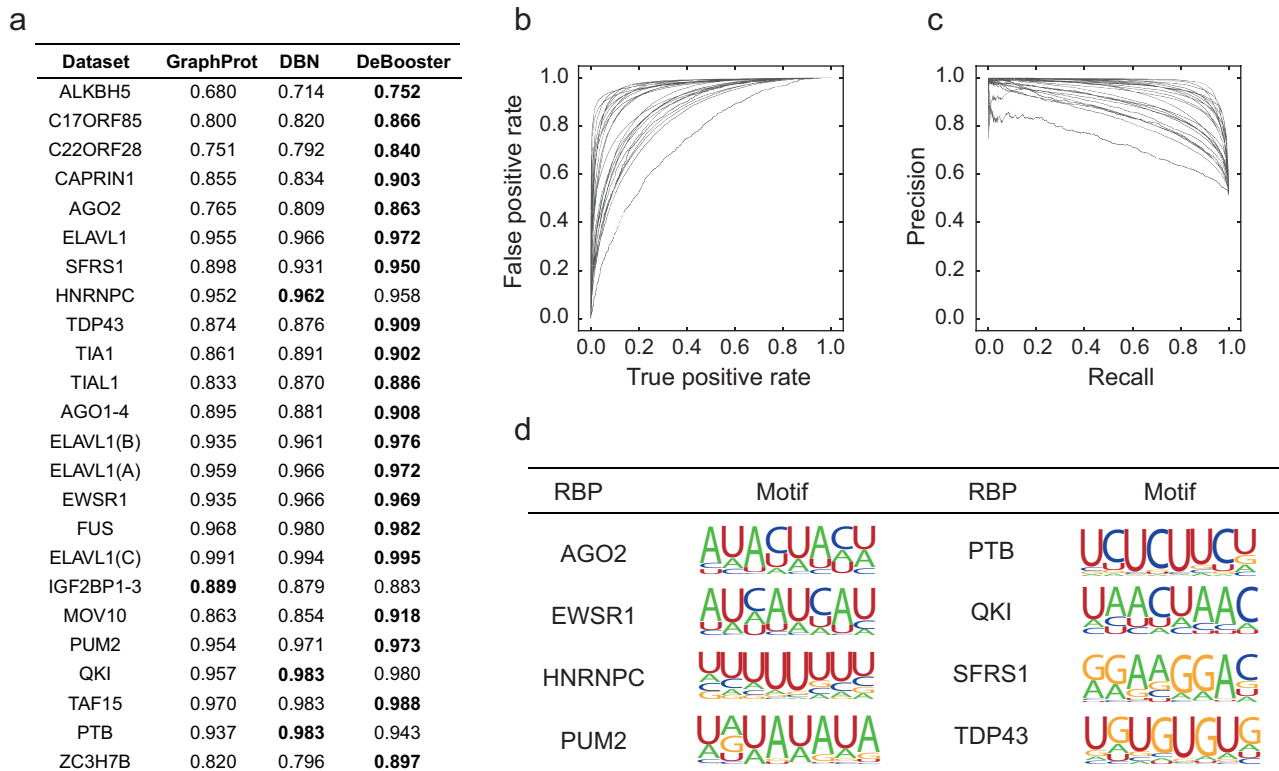 a
Dataset GraphProt DBN DeBooster
ALKBH5 0.680 0.714 0.752
C17ORF85 0.800 0.820 0.866
C22ORF28 0.751 0.792 0.840
CAPRIN1 0.855 0.834 0.903
AGO2 0.765 0.809 0.863
ELAVL1 0.955 0.966 0.972
SFRS1 0.898 0.931 0.950
HNRNPC 0.952 0.962 0.958
TDP43 0.874 0.876 0.909
TIA1 0.861 0.891 0.902
TIAL1 0.833 0.870 0.886
AGO1-4 0.895 0.881 0.908
ELAVL1(B) 0.935 0.961 0.976
ELAVL1(A) 0.959 0.966 0.972
EWSR1 0.935 0.966 0.969
FUS 0.968 0.980 0.982
ELAVL1(C) 0.991 0.994 0.995
IGF2BP1-3 0.889 0.879 0.883
MOV10 0.863 0.854 0.918
PUM2 0.954 0.971 0.973
QKI 0.957 0.983 0.980
TAF15 0.970 0.983 0.988
PTB 0.937 0.983 0.943
ZC3H7B 0.820 0.796 0.897
b
False positive rate
1.0
0.8
0.6
0.4
0.2
0.0
0.0 0.2 0.4 0.6 0.8 1.0
True positive rate
c
Precision
1.0
0.8
0.6
0.4
0.2
0.0
0.0 0.2 0.4 0.6 0.8 1.0
Recall
d
RBP Motif RBP Motif
AGO2 AUACUACU PTB UCUCUUCU
EWSR1 AUCAUCAU QKI UAACUAAC
HNRNPC UUUUUUUU SFRS1 GGAAGGAC
PUM2 UAUAUAUA TDP43 UGUGUGUG